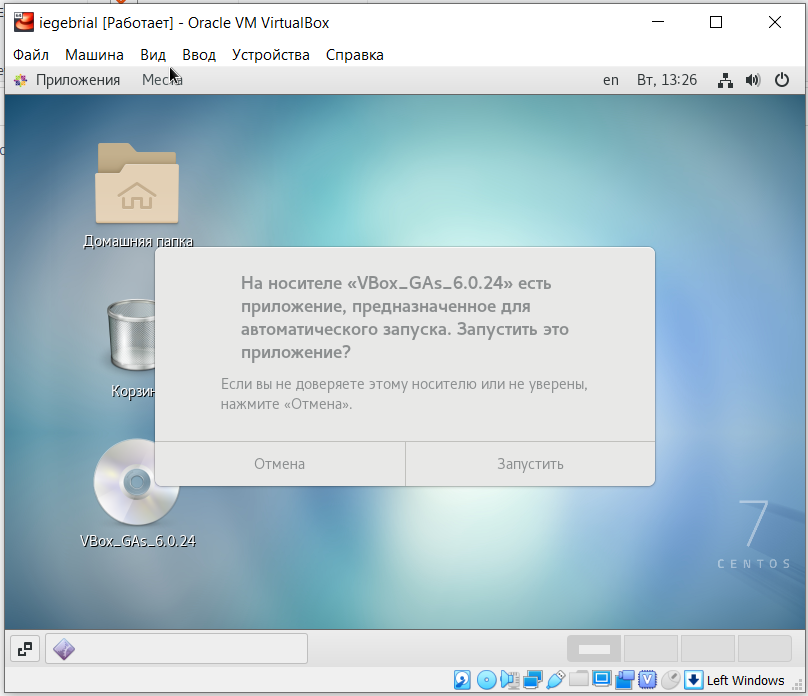 iegebrial [Работает] - Oracle VM VirtualBox
Файл Машина Вид Ввод Устройства Справка
Приложения Места en Вт, 13:26
Домашняя папка
На носителе «VBox_GAs_6.0.24» есть
приложение, предназначенное для
автоматического запуска. Запустить это
приложение?
Если вы не доверяете этому носителю или не уверены,
нажмите «Отмена».
Отмена Запустить
Корзин
VBox_GAs_6.0.24
7
CENTOS
Left Windows